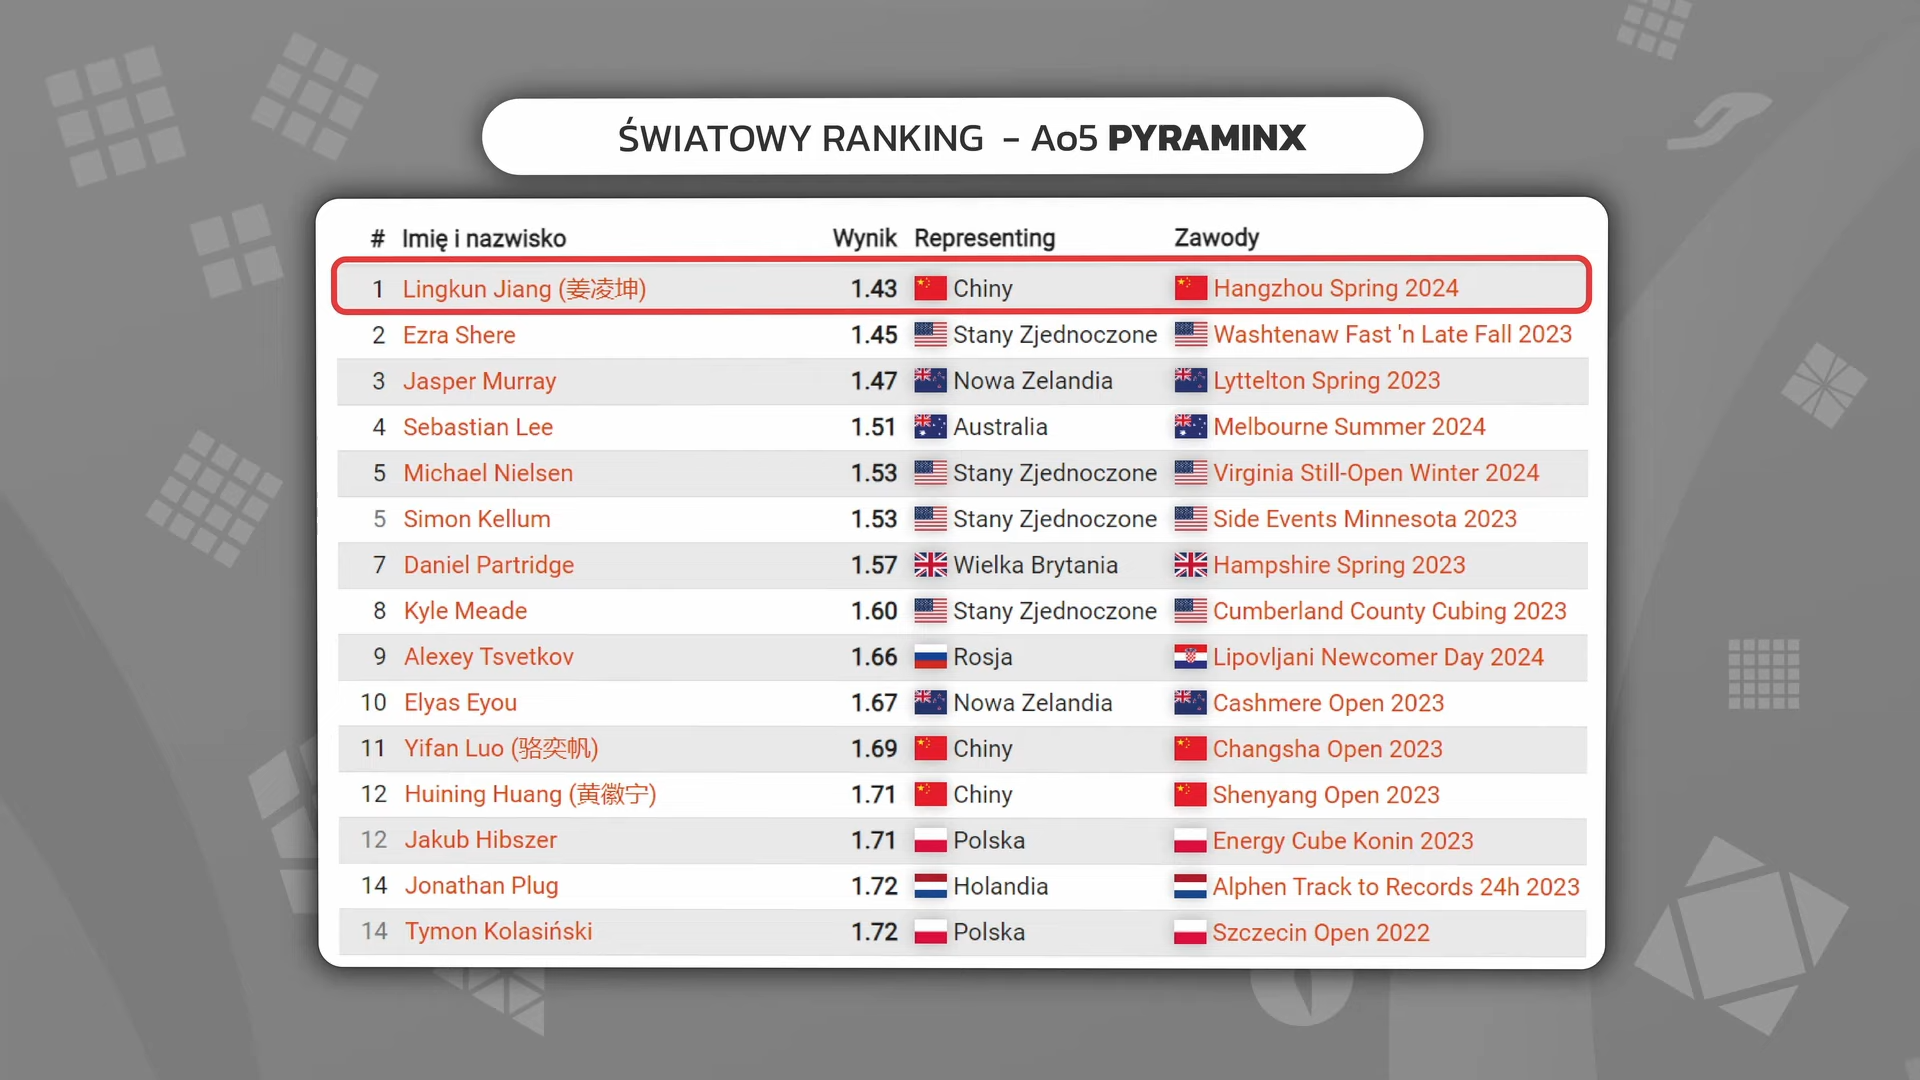 ŚWIATOWY RANKING – Ao5 PYRAMINX
# Imię i nazwisko Wynik Representing Zawody
1 Lingkun Jiang (姜凌坤) 1.43 Chiny Hangzhou Spring 2024
2 Ezra Shere 1.45 Stany Zjednoczone Washtenaw Fast 'n Late Fall 2023
3 Jasper Murray 1.47 Nowa Zelandia Lyttelton Spring 2023
4 Sebastian Lee 1.51 Australia Melbourne Summer 2024
5 Michael Nielsen 1.53 Stany Zjednoczone Virginia Still-Open Winter 2024
5 Simon Kellum 1.53 Stany Zjednoczone Side Events Minnesota 2023
7 Daniel Partridge 1.57 Wielka Brytania Hampshire Spring 2023
8 Kyle Meade 1.60 Stany Zjednoczone Cumberland County Cubing 2023
9 Alexey Tsvetkov 1.66 Rosja Lipovljani Newcomer Day 2024
10 Elyas Eyou 1.67 Nowa Zelandia Cashmere Open 2023
11 Yifan Luo (骆奕帆) 1.69 Chiny Changsha Open 2023
12 Huining Huang (黄徽宁) 1.71 Chiny Shenyang Open 2023
12 Jakub Hibszer 1.71 Polska Energy Cube Konin 2023
14 Jonathan Plug 1.72 Holandia Alphen Track to Records 24h 2023
14 Tymon Kolasiński 1.72 Polska Szczecin Open 2022